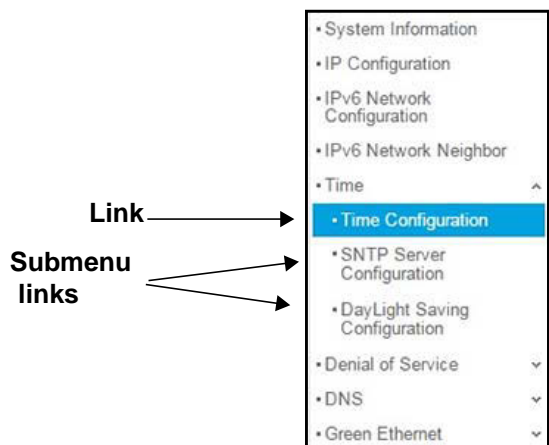 • System Information
• IP Configuration
• IPv6 Network
Configuration
• IPv6 Network Neighbor
• Time
Link
• Time Configuration
Submenu
links
• SNTP Server
Configuration
• DayLight Saving
Configuration
• Denial of Service
• DNS
• Green Ethernet